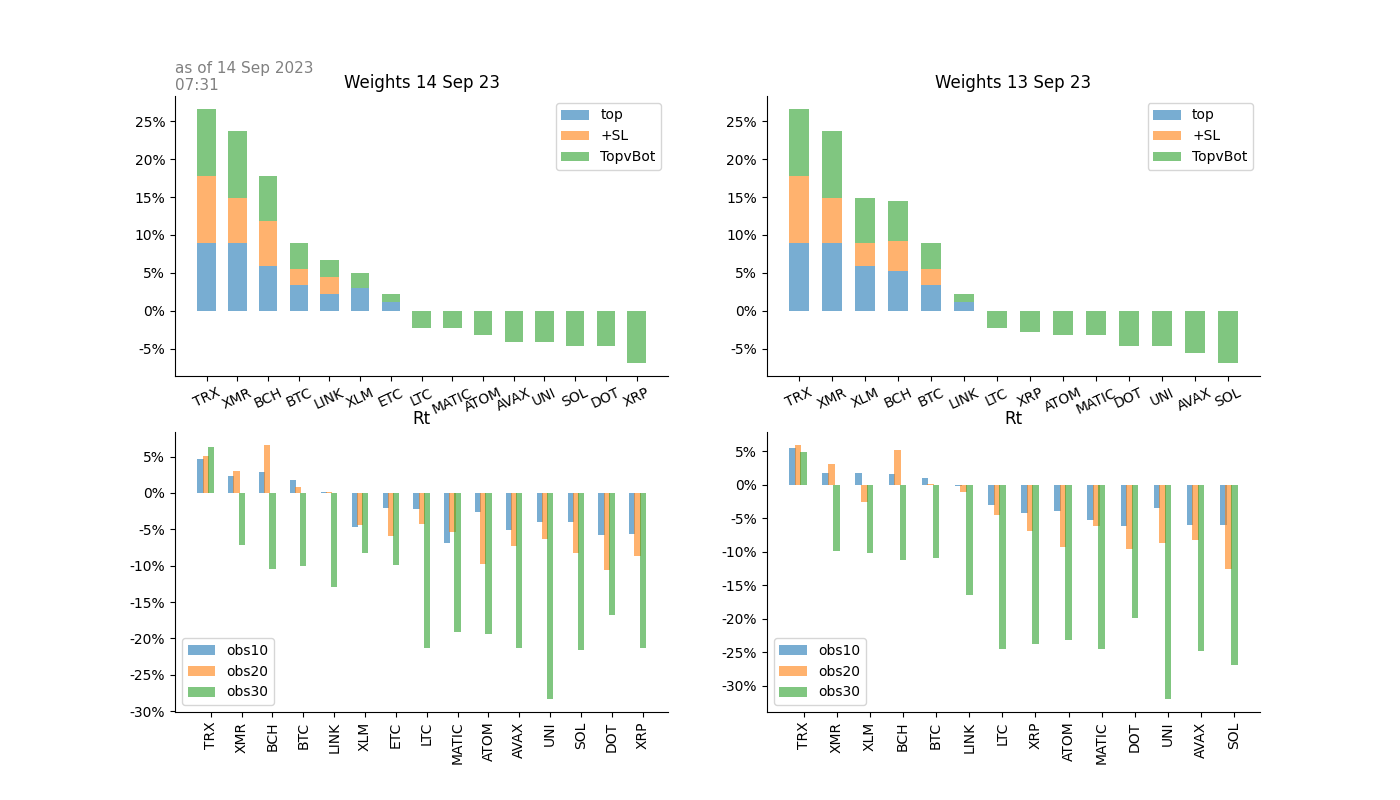 as of 14 Sep 2023
07:31
Weights 14 Sep 23
25%
20%
15%
10%
5%
0%
-5%
top
+SL
TopvBot
TRX XMR BCH BTC LINK XLM ETC LTC MATIC ATOM AVAX UNI SOL DOT XRP
Weights 13 Sep 23
25%
20%
15%
10%
5%
0%
-5%
top
+SL
TopvBot
TRX XMR XLM BCH BTC LINK LTC XRP ATOM MATIC DOT UNI AVAX SOL
Rt
5%
0%
-5%
-10%
-15%
-20%
-25%
-30%
obs10
obs20
obs30
TRX XMR BCH BTC LINK XLM ETC LTC MATIC ATOM AVAX UNI SOL DOT XRP
Rt
5%
0%
-5%
-10%
-15%
-20%
-25%
-30%
obs10
obs20
obs30
TRX XMR XLM BCH BTC LINK LTC XRP ATOM MATIC DOT UNI AVAX SOL